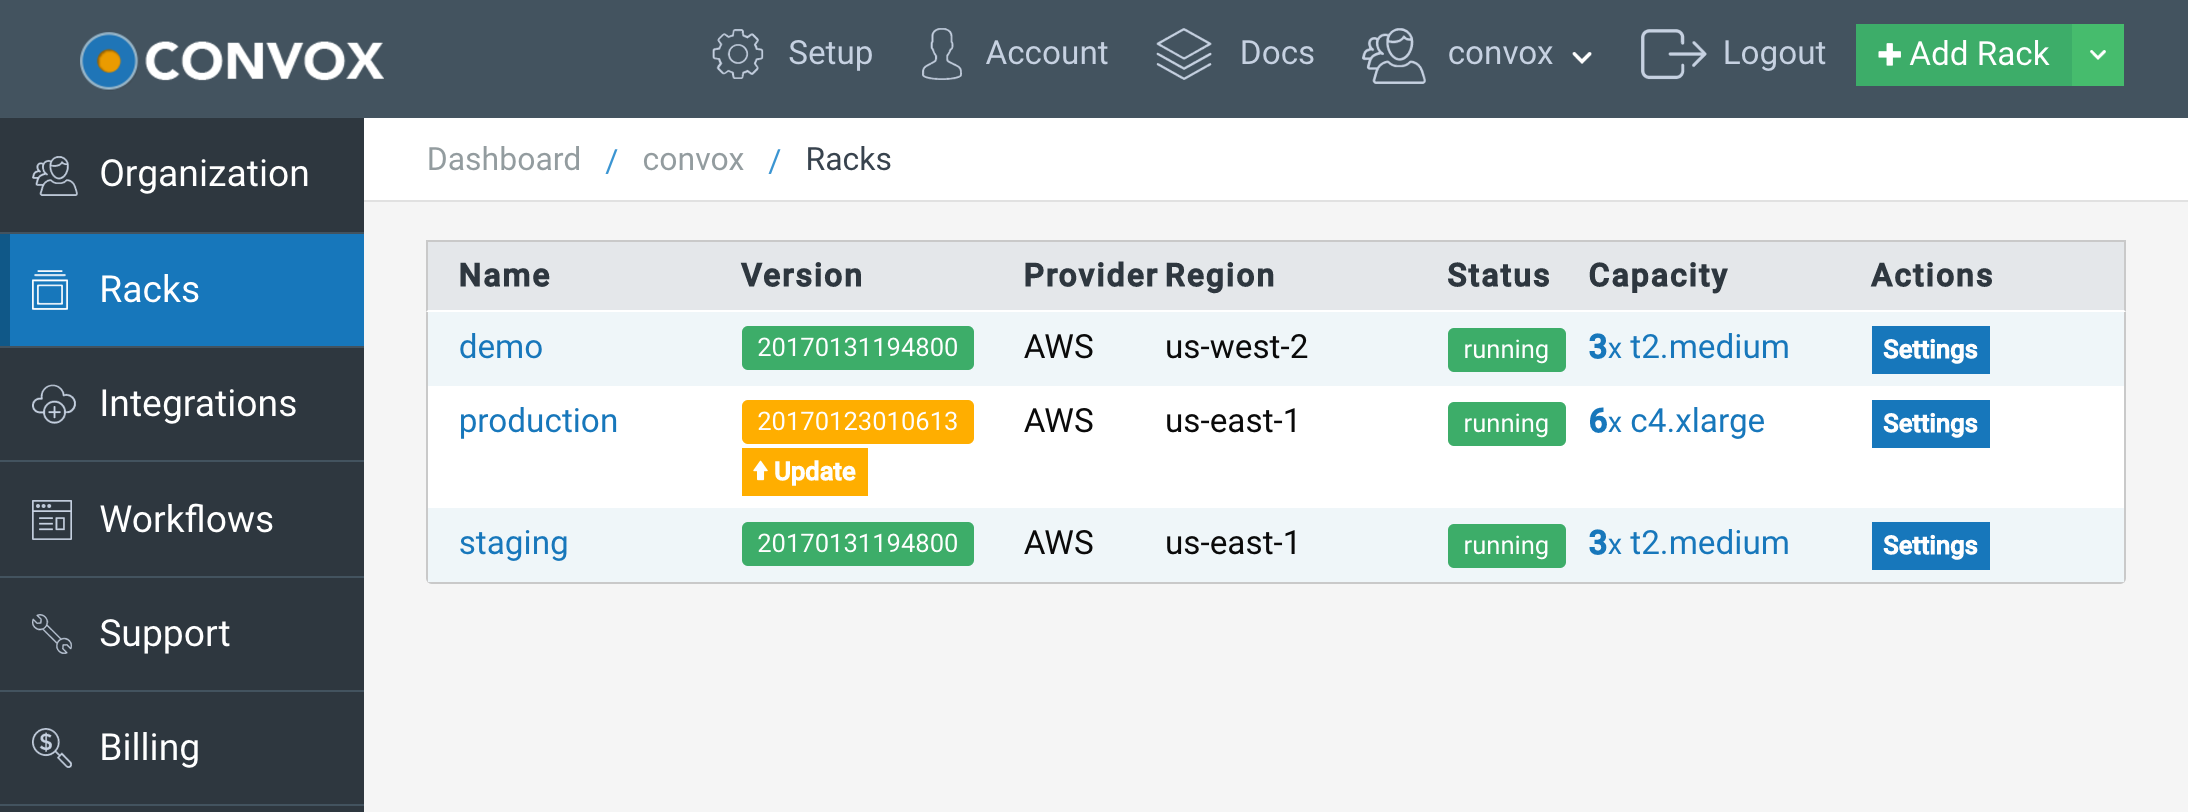 CONVOX Setup Account Docs convox Logout Add Rack
Organization
Racks
Integrations
Workflows
Support
$ Billing
Dashboard / convox / Racks
Name Version Provider Region Status Capacity Actions
demo 20170131194800 AWS us-west-2 running 3x t2.medium Settings
production 20170123010613 AWS us-east-1 running 6x c4.xlarge Settings
Update
staging 20170131194800 AWS us-east-1 running 3x t2.medium Settings